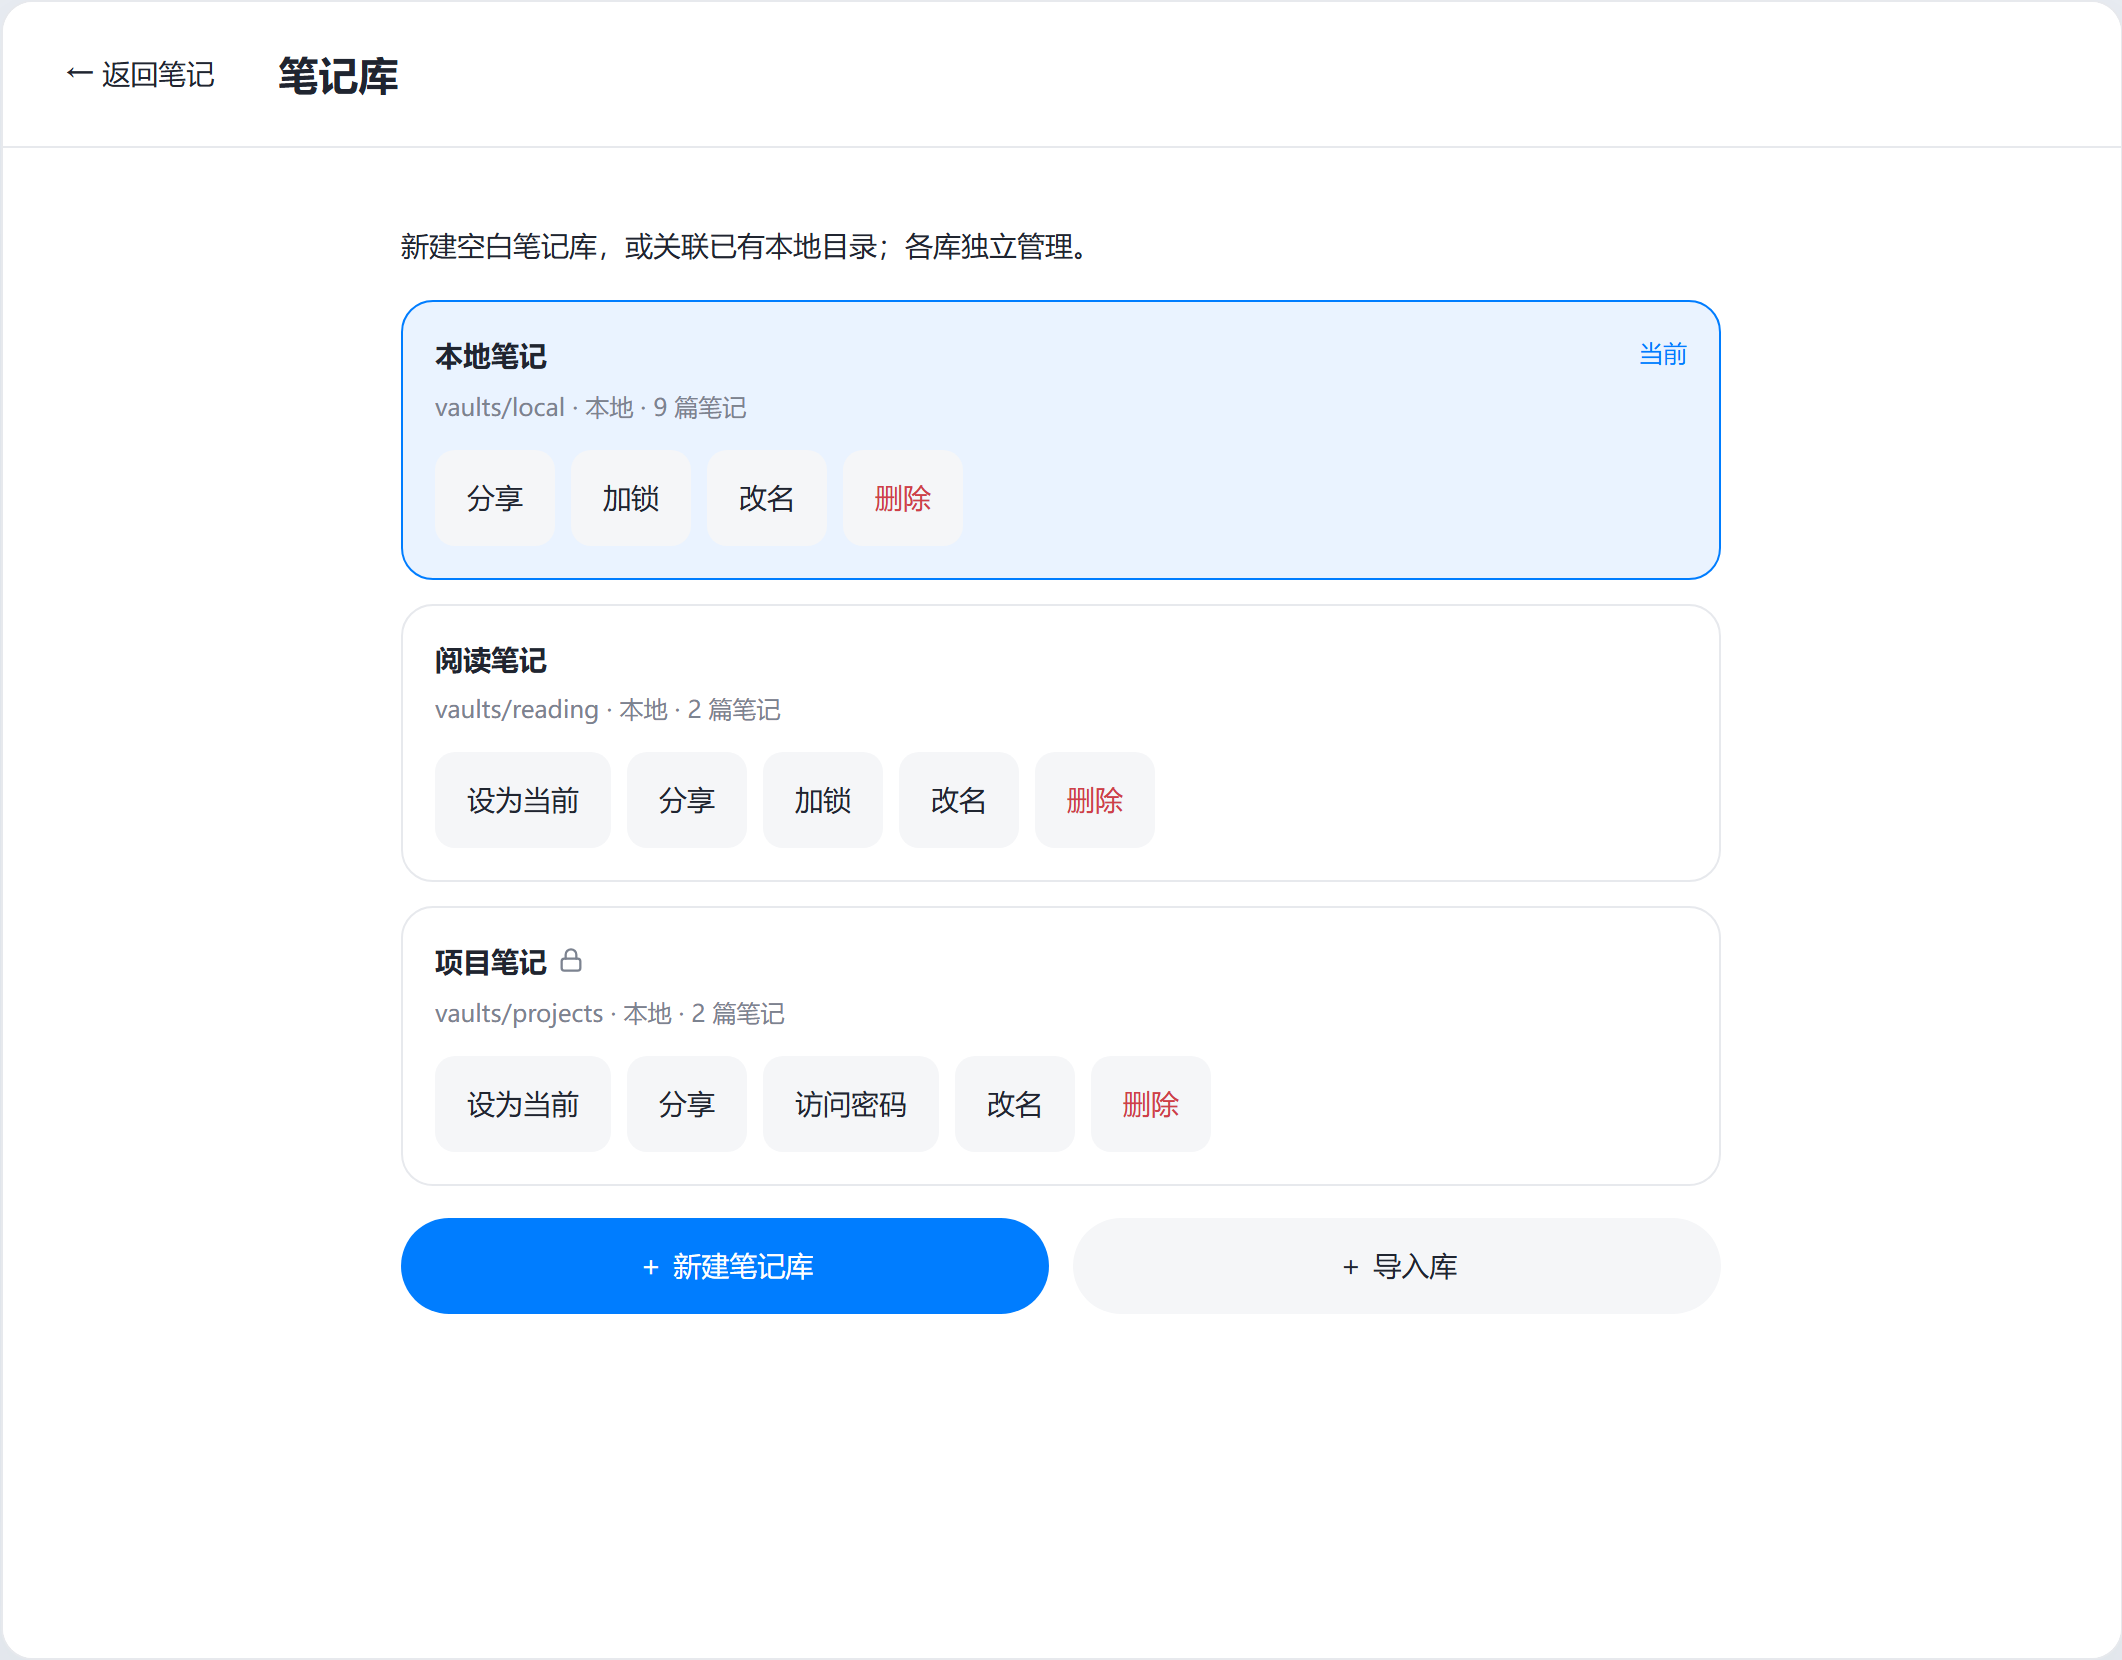 ← 返回笔记 笔记库
新建空白笔记库，或关联已有本地目录；各库独立管理。
本地笔记 当前
vaults/local · 本地 · 9 篇笔记
分享 加锁 改名 删除
阅读笔记
vaults/reading · 本地 · 2 篇笔记
设为当前 分享 加锁 改名 删除
项目笔记
vaults/projects · 本地 · 2 篇笔记
设为当前 分享 访问密码 改名 删除
+ 新建笔记库 + 导入库